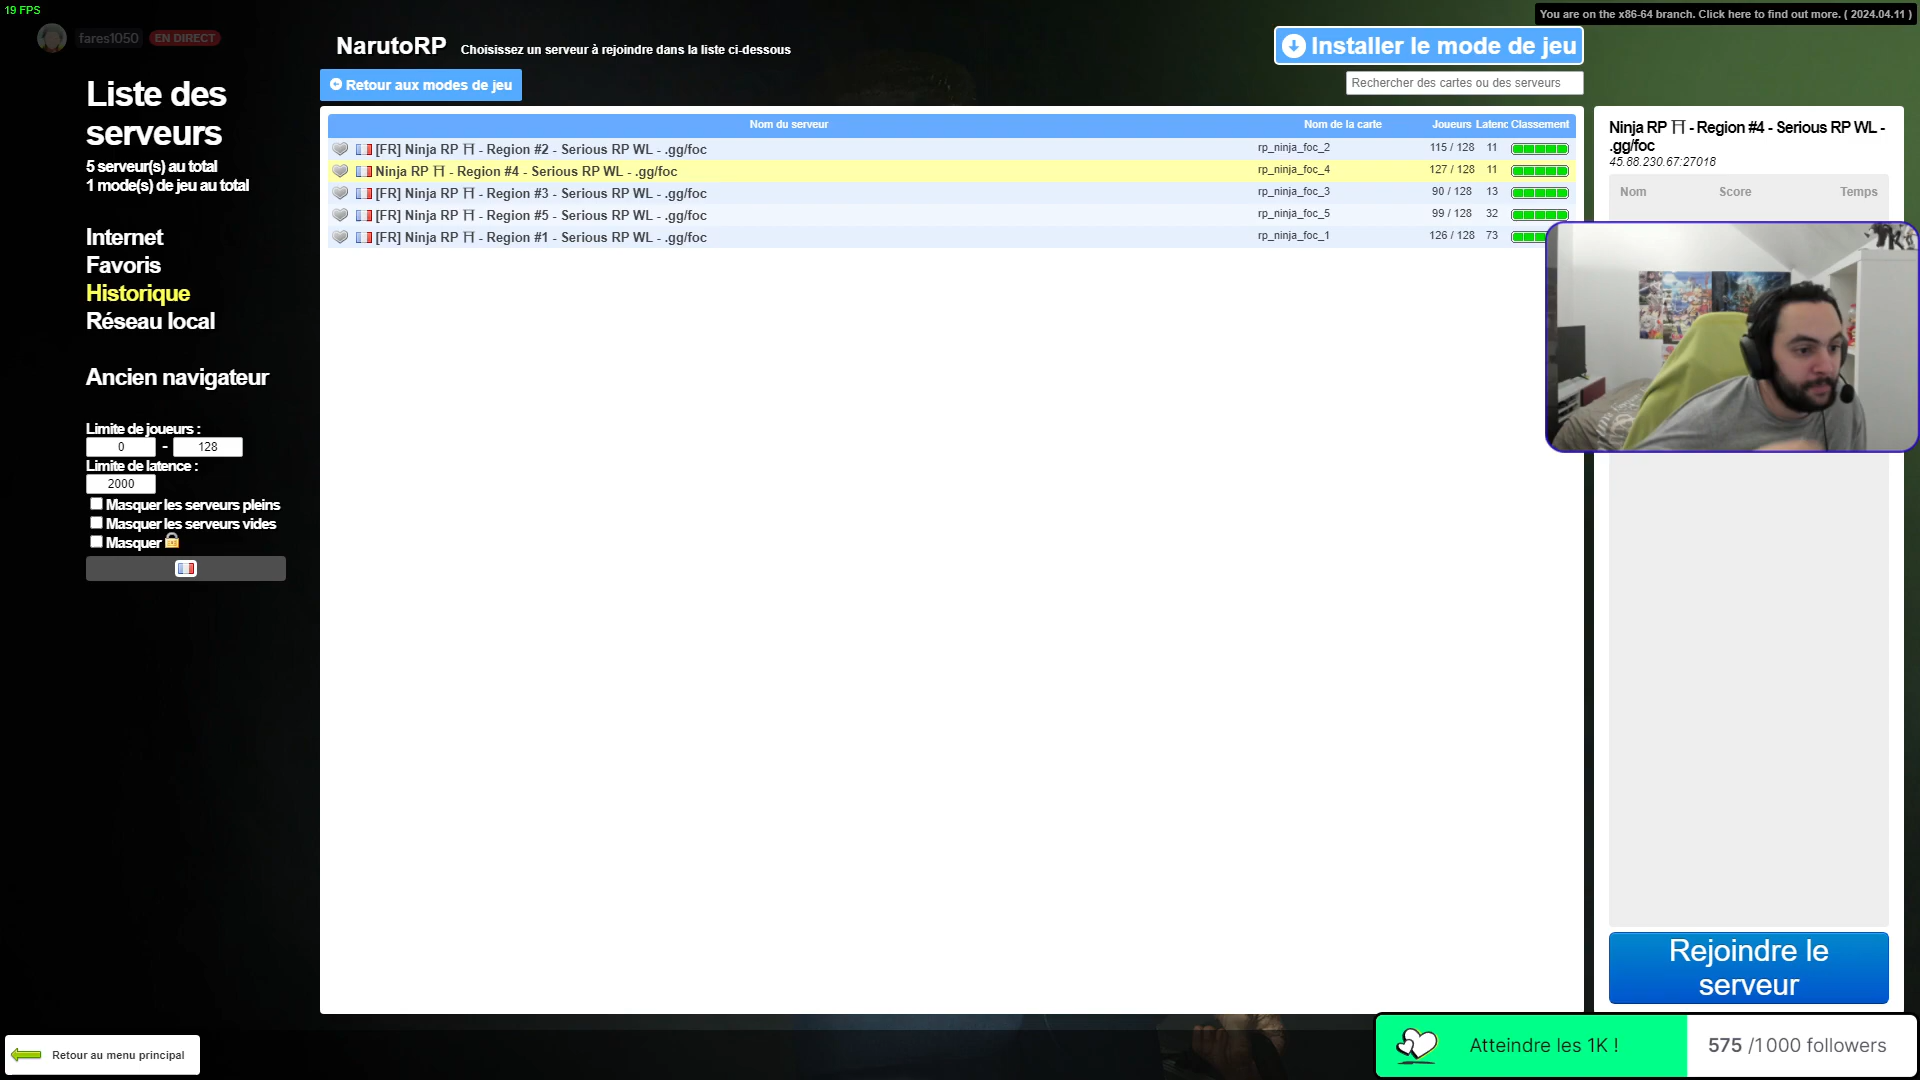 19 FPS
You are on the x86-64 branch. Click here to find out more. ( 2024.04.11 )
fares1050 EN DIRECT
NarutoRP Choisissez un serveur à rejoindre dans la liste ci-dessous
Installer le mode de jeu
Retour aux modes de jeu
Rechercher des cartes ou des serveurs
Liste des
serveurs
5 serveur(s) au total
1 mode(s) de jeu au total
Internet
Favoris
Historique
Réseau local
Ancien navigateur
Limite de joueurs :
0 - 128
Limite de latence :
2000
Masquer les serveurs pleins
Masquer les serveurs vides
Masquer
Nom du serveur Nom de la carte Joueurs Latenc Classement
[FR] Ninja RP ⛩ - Region #2 - Serious RP WL - .gg/foc rp_ninja_foc_2 115 / 128 11
Ninja RP ⛩ - Region #4 - Serious RP WL - .gg/foc rp_ninja_foc_4 127 / 128 11
[FR] Ninja RP ⛩ - Region #3 - Serious RP WL - .gg/foc rp_ninja_foc_3 90 / 128 13
[FR] Ninja RP ⛩ - Region #5 - Serious RP WL - .gg/foc rp_ninja_foc_5 99 / 128 32
[FR] Ninja RP ⛩ - Region #1 - Serious RP WL - .gg/foc rp_ninja_foc_1 126 / 128 73
Ninja RP ⛩ - Region #4 - Serious RP WL -
.gg/foc
45.88.230.67:27018
Nom Score Temps
Rejoindre le
serveur
Retour au menu principal
Atteindre les 1K ! 575 /1000 followers